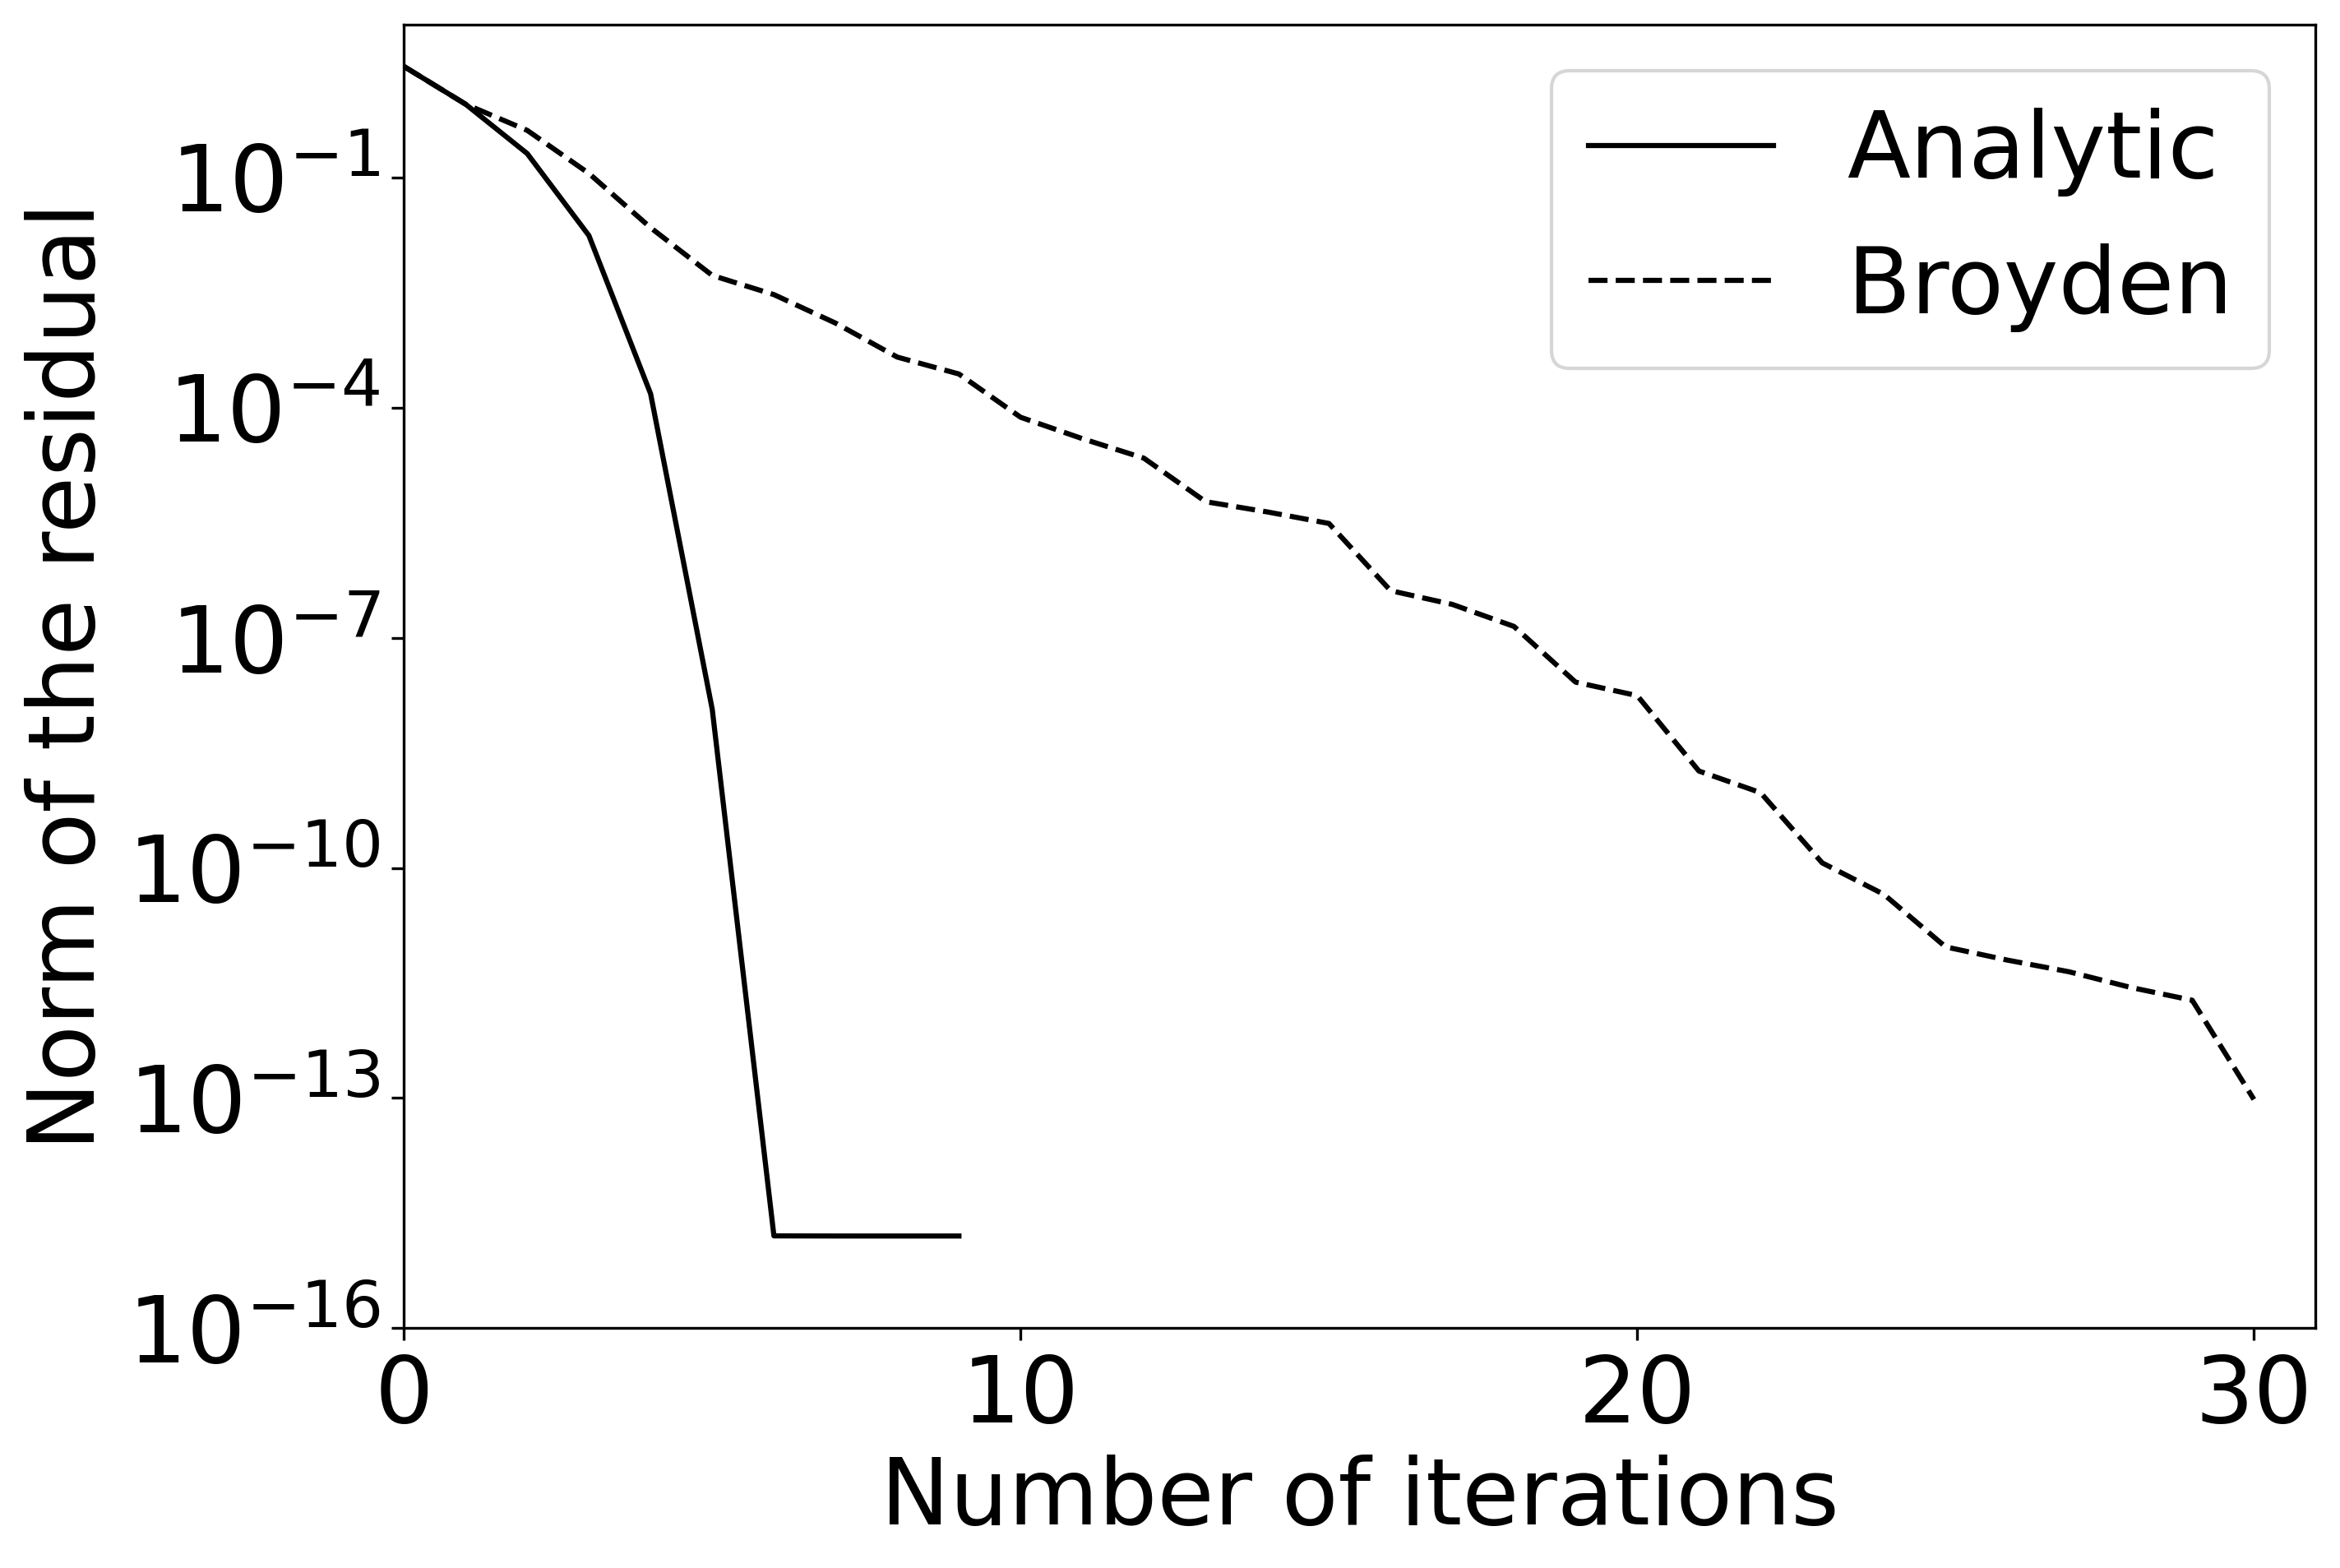 Norm of the residual
10⁻¹
10⁻⁴
10⁻⁷
10⁻¹⁰
10⁻¹³
10⁻¹⁶
Analytic
Broyden
0 10 20 30
Number of iterations